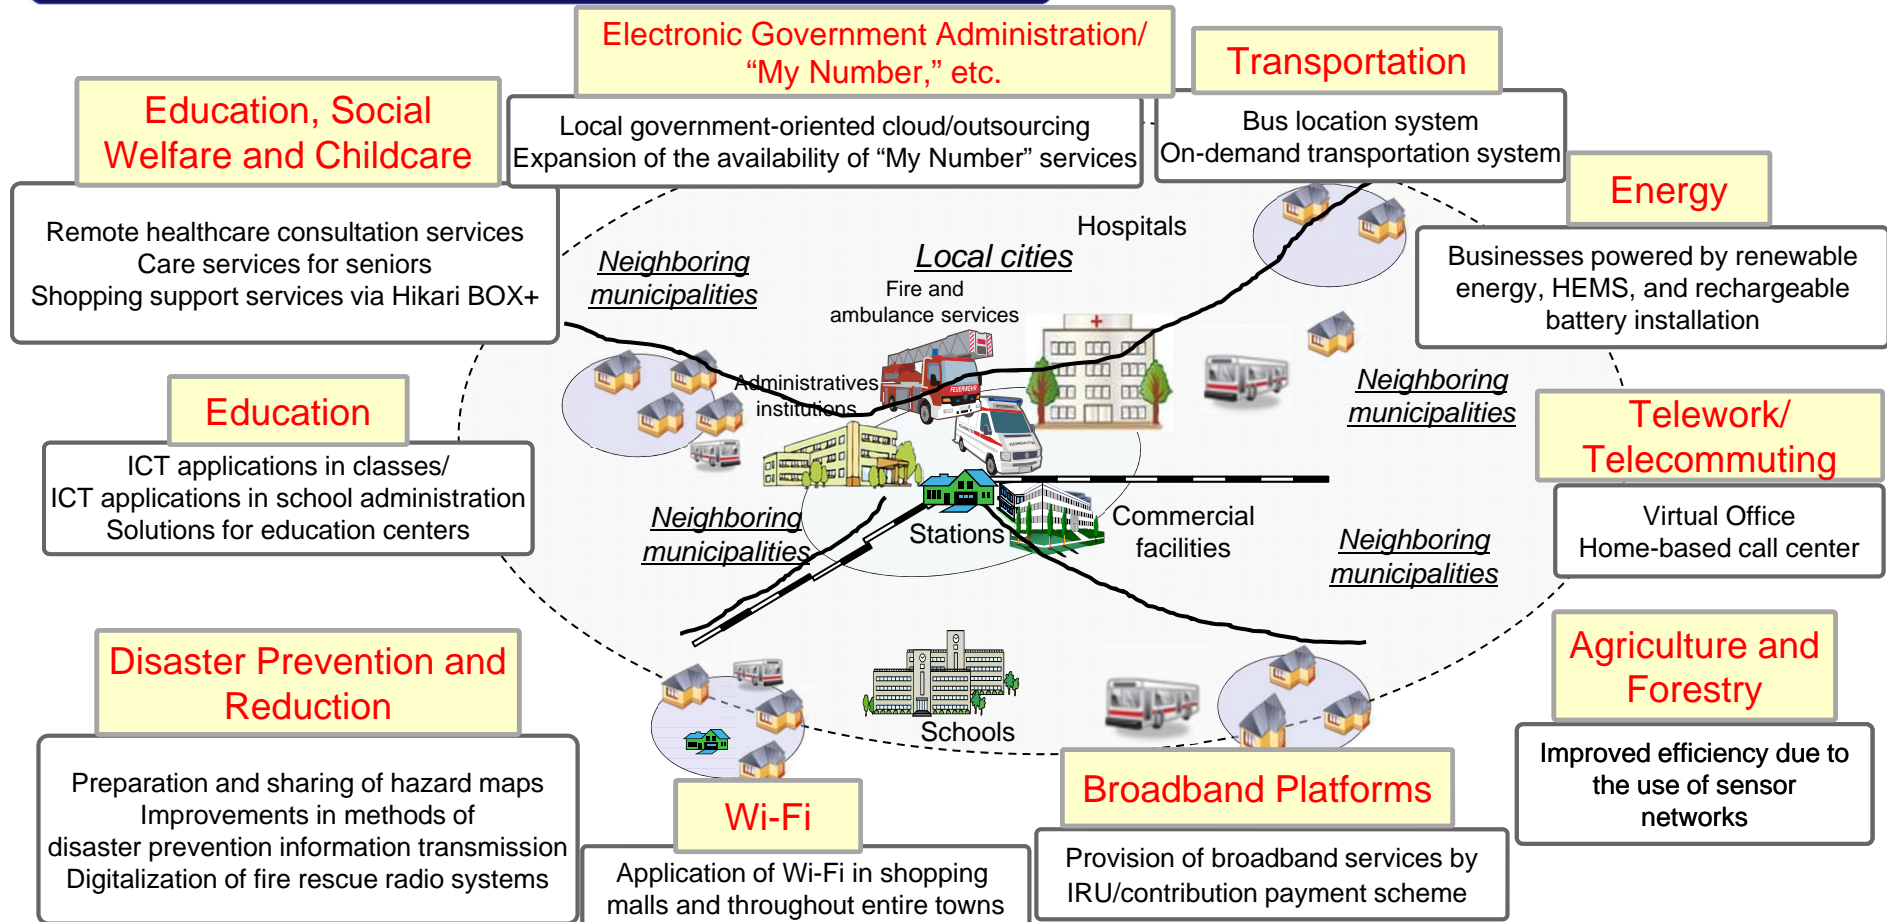 Electronic Government Administration/
“My Number,” etc.
Local government-oriented cloud/outsourcing
Expansion of the availability of “My Number” services
Transportation
Bus location system
On-demand transportation system
Education, Social
Welfare and Childcare
Remote healthcare consultation services
Care services for seniors
Shopping support services via Hikari BOX+
Energy
Businesses powered by renewable
energy, HEMS, and rechargeable
battery installation
Hospitals
Local cities
Neighboring
municipalities
Fire and
ambulance services
FEUERWEHR
Administratives
institutions
Neighboring
municipalities
Education
ICT applications in classes/
ICT applications in school administration
Solutions for education centers
Telework/
Telecommuting
Virtual Office
Home-based call center
Neighboring
municipalities
Stations
Commercial
facilities
Neighboring
municipalities
Disaster Prevention and
Reduction
Preparation and sharing of hazard maps
Improvements in methods of
disaster prevention information transmission
Digitalization of fire rescue radio systems
Schools
Agriculture and
Forestry
Improved efficiency due to
the use of sensor
networks
Wi-Fi
Application of Wi-Fi in shopping
malls and throughout entire towns
Broadband Platforms
Provision of broadband services by
IRU/contribution payment scheme